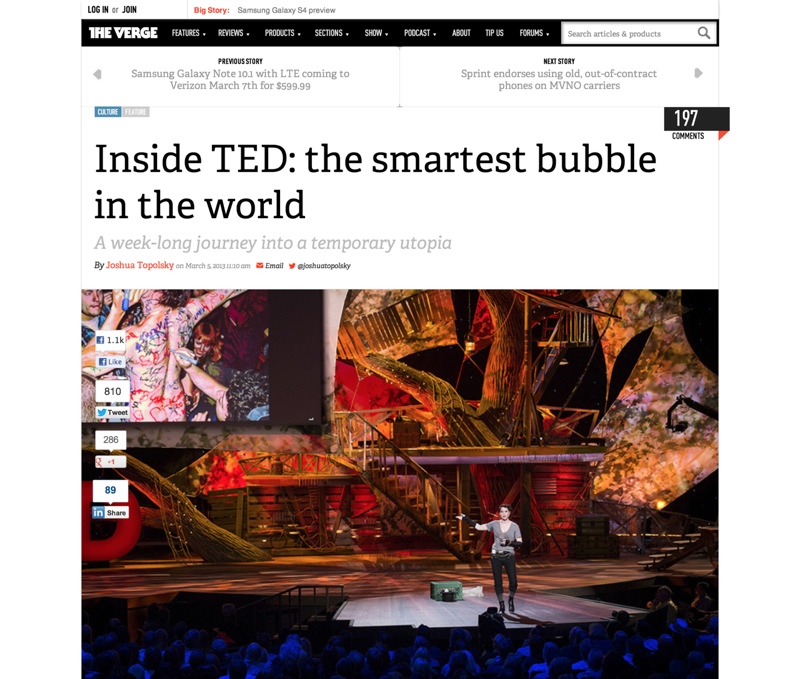 LOG IN or JOIN
Big Story: Samsung Galaxy S4 preview
THE VERGE
FEATURES
REVIEWS
PRODUCTS
SECTIONS
SHOW
PODCAST
ABOUT
TIP US
FORUMS
Search articles & products
PREVIOUS STORY
Samsung Galaxy Note 10.1 with LTE coming to
Verizon March 7th for $599.99
NEXT STORY
Sprint endorses using old, out-of-contract
phones on MVNO carriers
CULTURE FEATURE
197
COMMENTS
Inside TED: the smartest bubble
in the world
A week-long journey into a temporary utopia
By Joshua Topolsky on March 5, 2013 11:10 am Email @joshuatopolsky
1.1k
Like
810
Tweet
286
+1
89
in Share